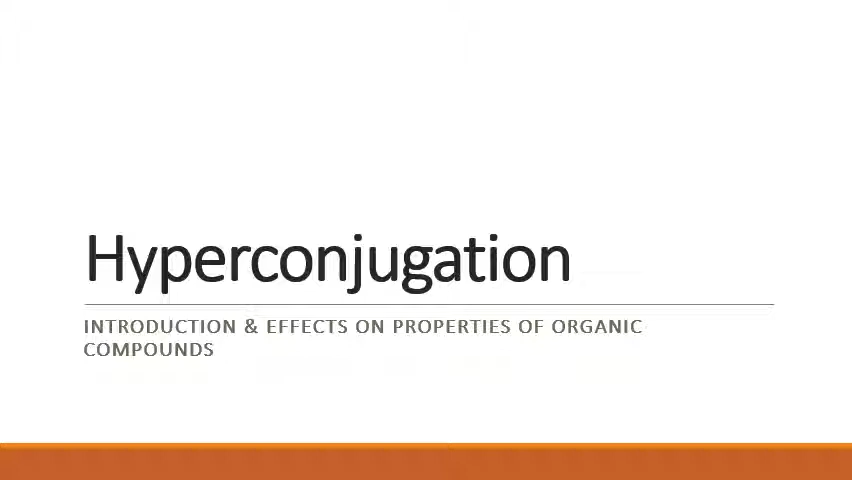 Hyperconjugation
INTRODUCTION & EFFECTS ON PROPERTIES OF ORGANIC
COMPOUNDS